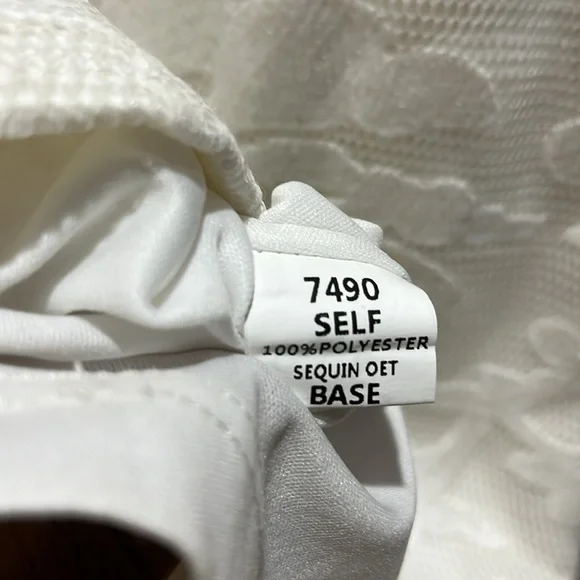 7490
SELF
100%POLYESTER
SEQUIN OET
BASE